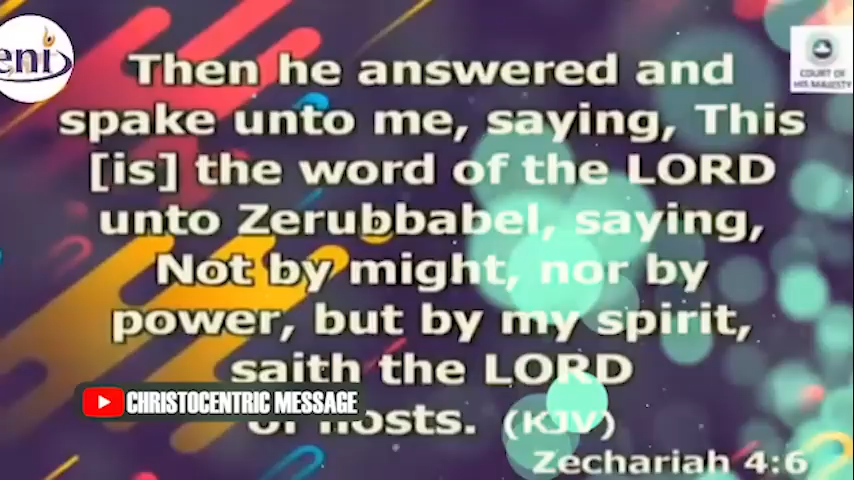 eni
COURT OF
HIS MAJESTY
Then he answered and
spake unto me, saying, This
[is] the word of the LORD
unto Zerubbabel, saying,
Not by might, nor by
power, but by my spirit,
saith the LORD
of hosts. (KJV)
CHRISTOCENTRIC MESSAGE
Zechariah 4:6